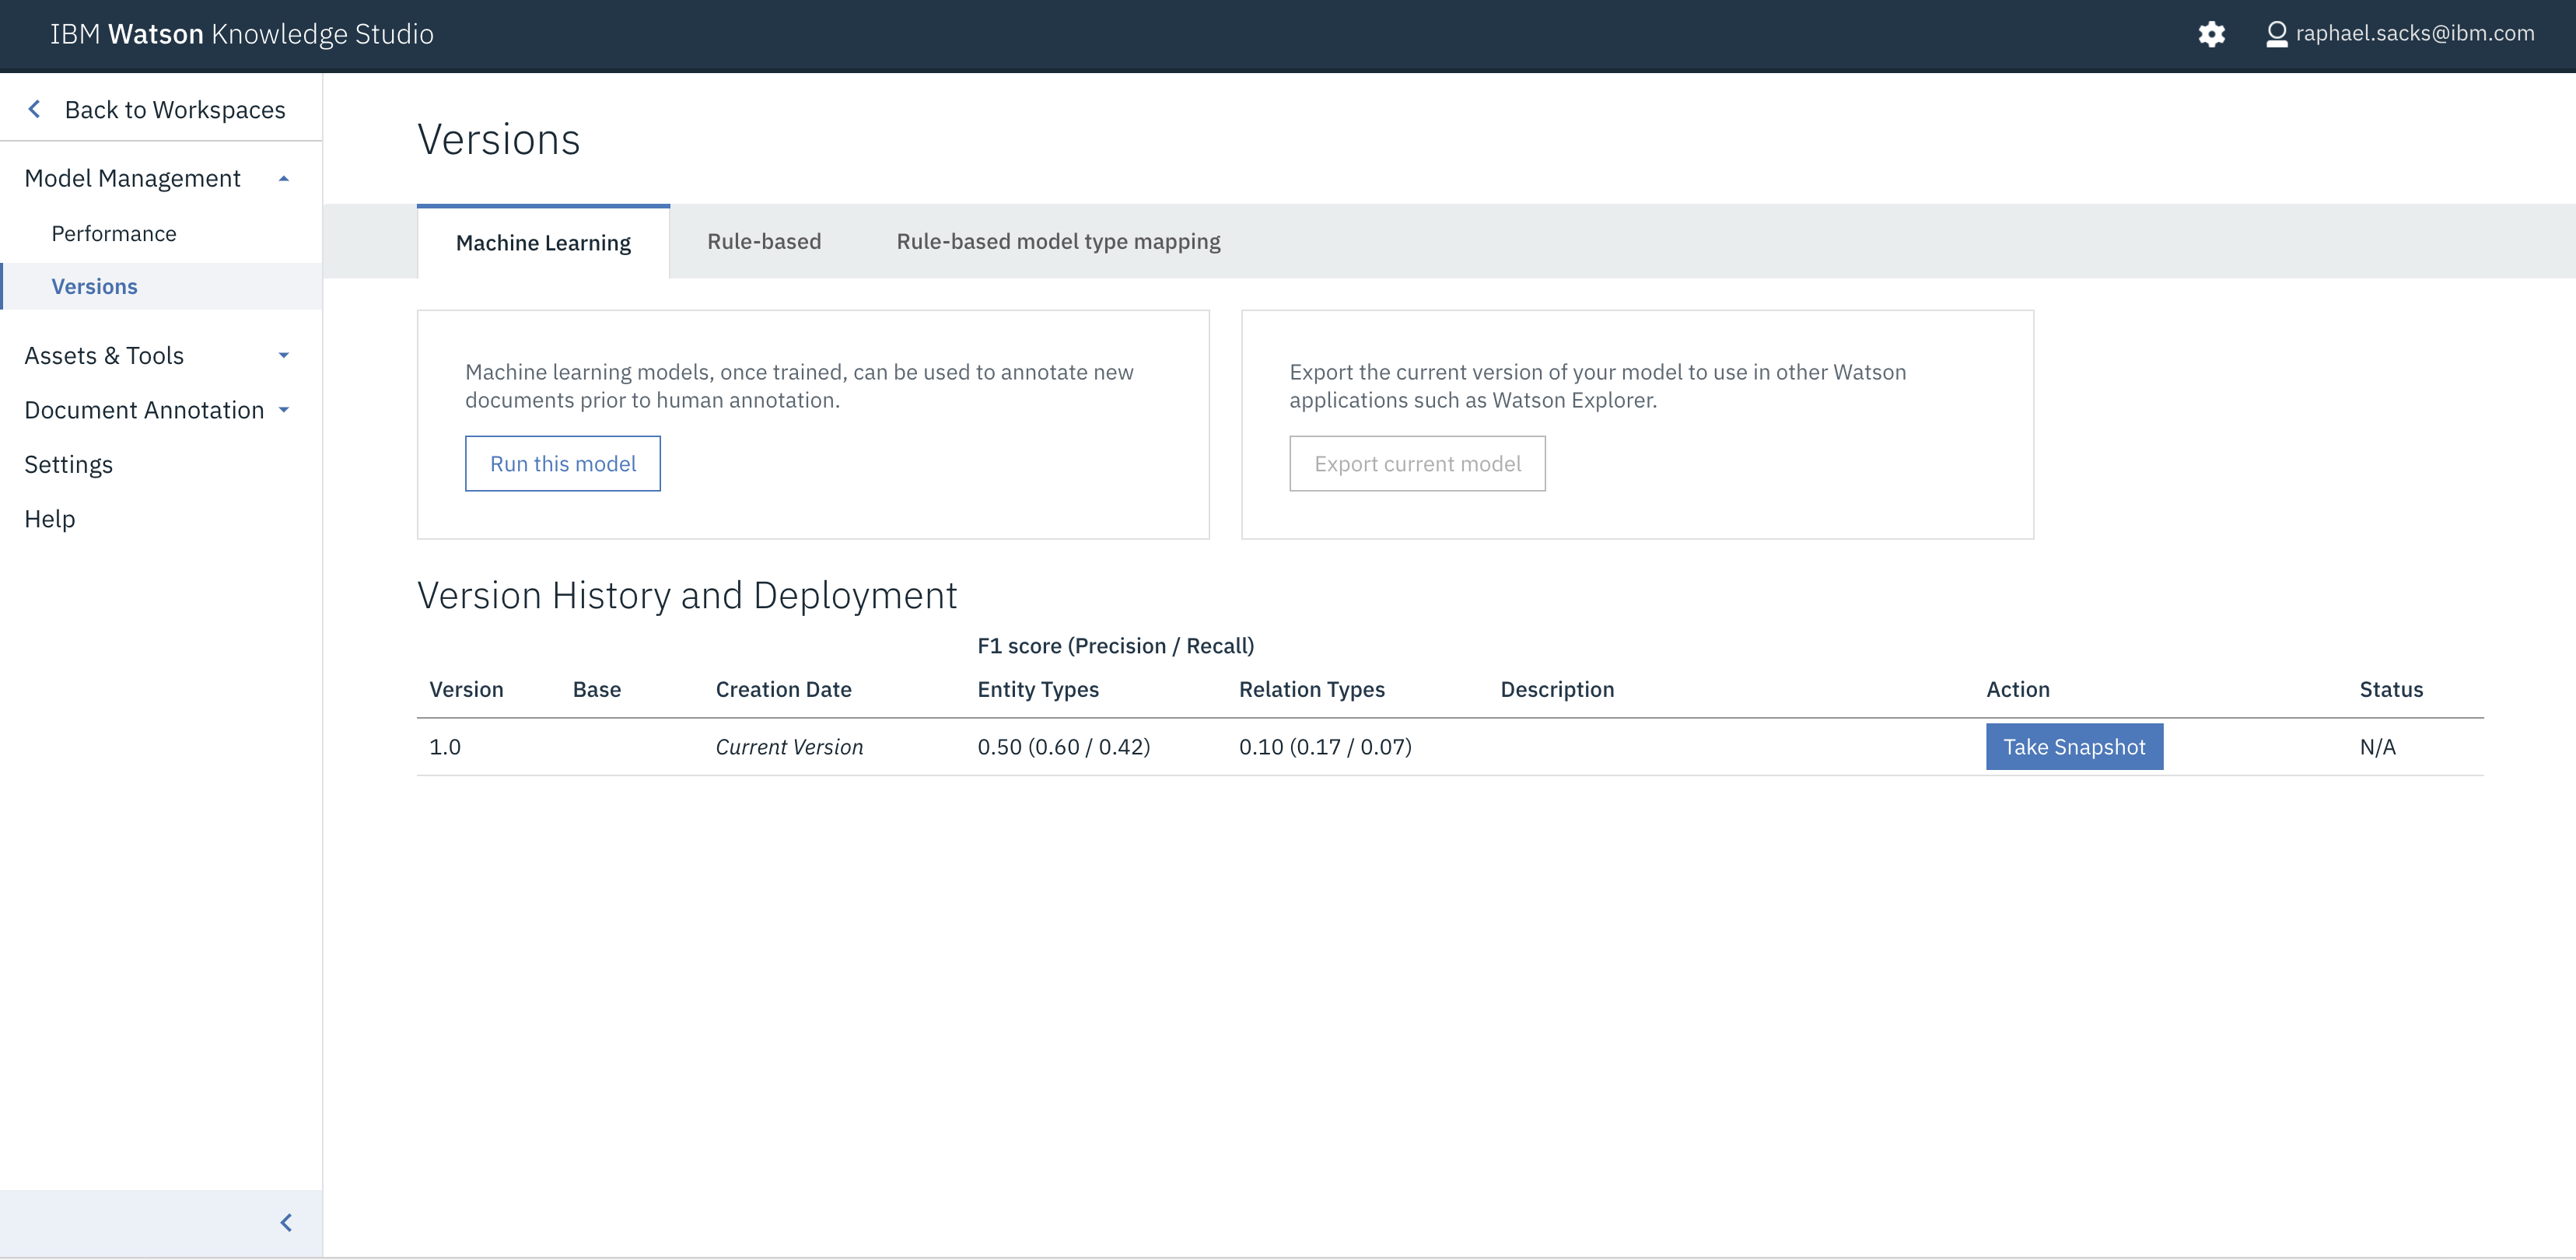 IBM Watson Knowledge Studio
raphael.sacks@ibm.com
Back to Workspaces
Model Management
Performance
Versions
Assets & Tools
Document Annotation
Settings
Help
Versions
Machine Learning
Rule-based
Rule-based model type mapping
Machine learning models, once trained, can be used to annotate new
documents prior to human annotation.
Run this model
Export the current version of your model to use in other Watson
applications such as Watson Explorer.
Export current model
Version History and Deployment
F1 score (Precision / Recall)
Version Base Creation Date Entity Types Relation Types Description Action Status
1.0 Current Version 0.50 (0.60 / 0.42) 0.10 (0.17 / 0.07) Take Snapshot N/A